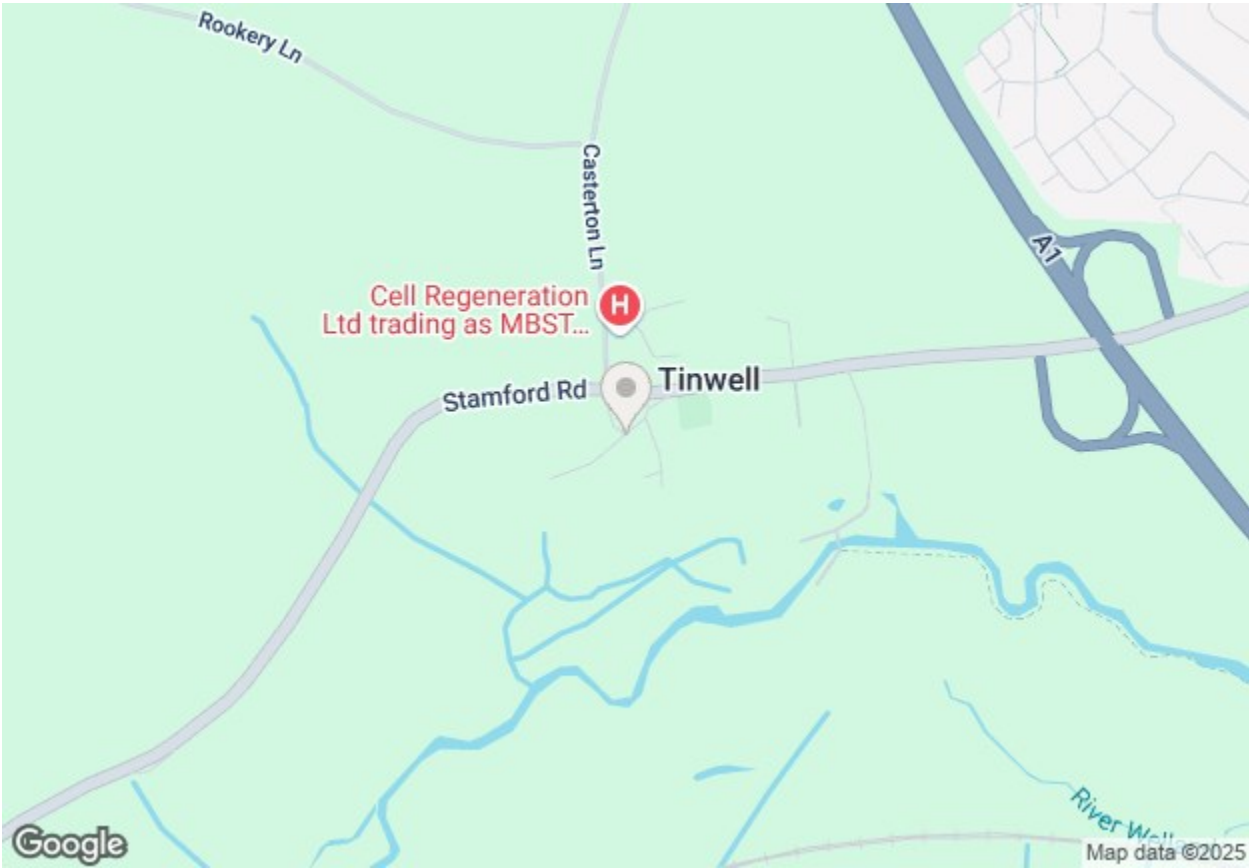 Rookery Ln
Casterton Ln
A1
Cell Regeneration
Ltd trading as MBST...
H
Tinwell
Stamford Rd
River
Google
Map data ©2025